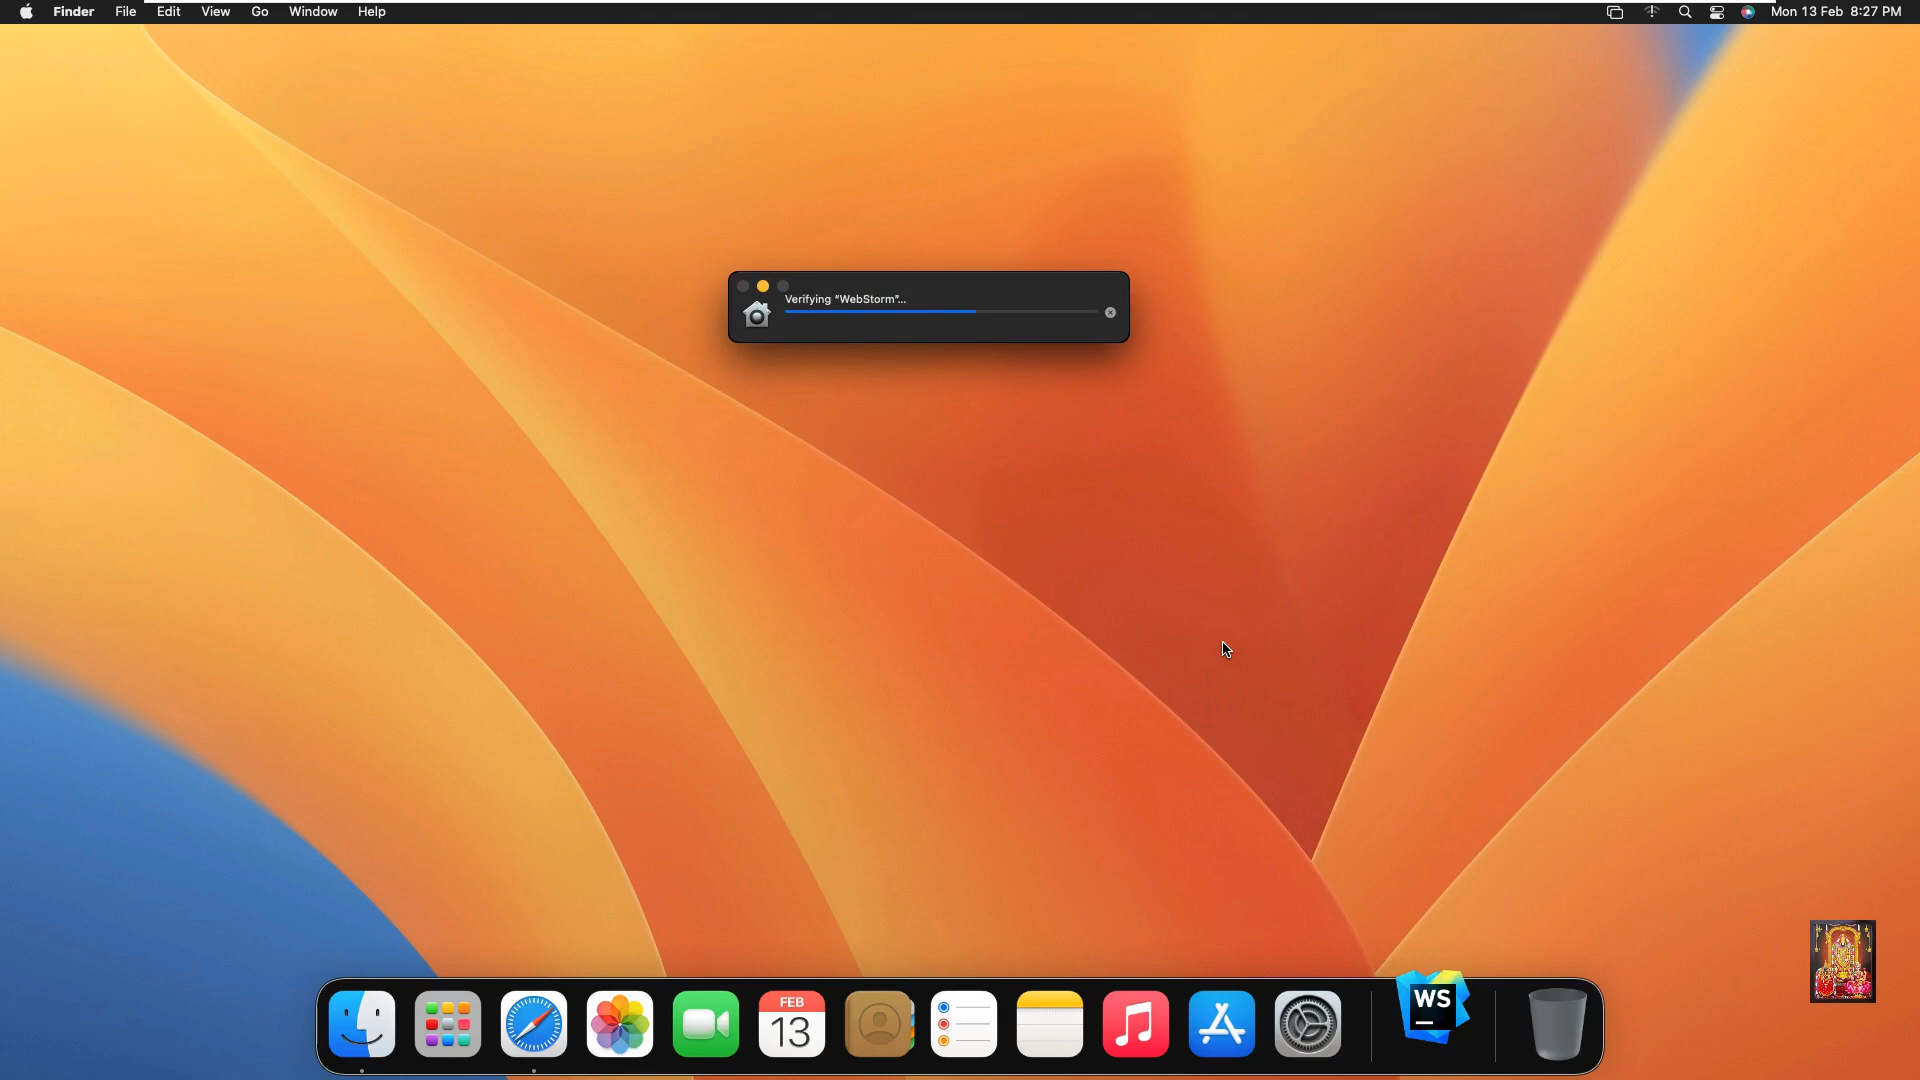 Finder File Edit View Go Window Help
Mon 13 Feb 8:27 PM
Verifying "WebStorm"...
FEB
13
WS